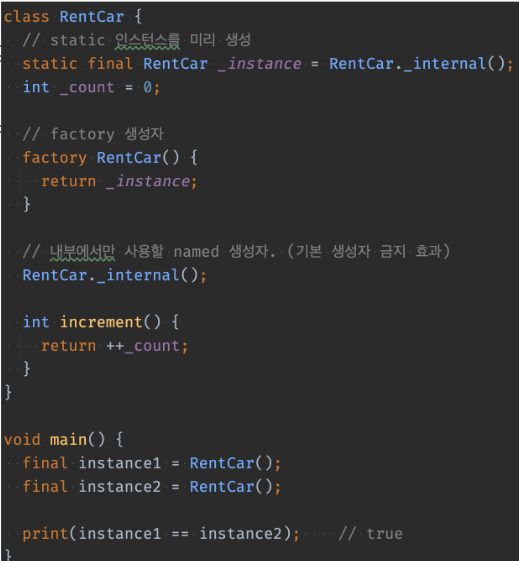 class RentCar {
  // static 인스턴스를 미리 생성
  static final RentCar _instance = RentCar._internal();
  int _count = 0;
  // factory 생성자
  factory RentCar() {
    return _instance;
  }
  // 내부에서만 사용할 named 생성자. (기본 생성자 금지 효과)
  RentCar._internal();
  int increment() {
    return ++_count;
  }
}
void main() {
  final instance1 = RentCar();
  final instance2 = RentCar();
  print(instance1 == instance2);    // true
}